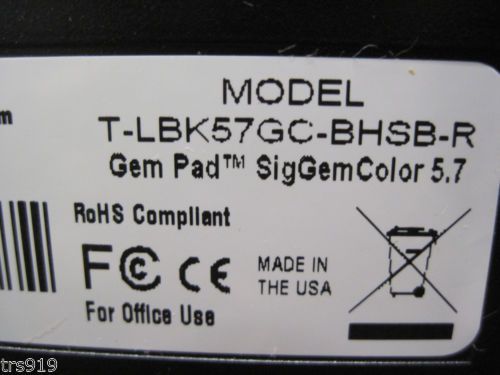 MODEL
m
T-LBK57GC-BHSB-R
Gem Pad™ SigGemColor 5.7
RoHS Compliant
FC CE
MADE IN
THE USA
For Office Use
trs919